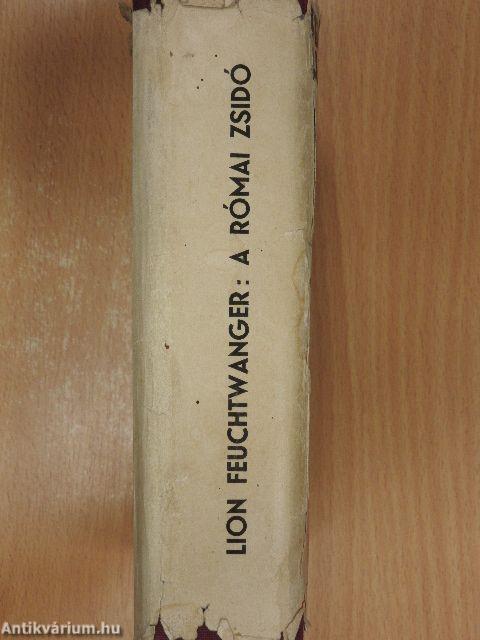 LION FEUCHTWANGER: A RÓMAI ZSIDÓ
Antikvárium.hu